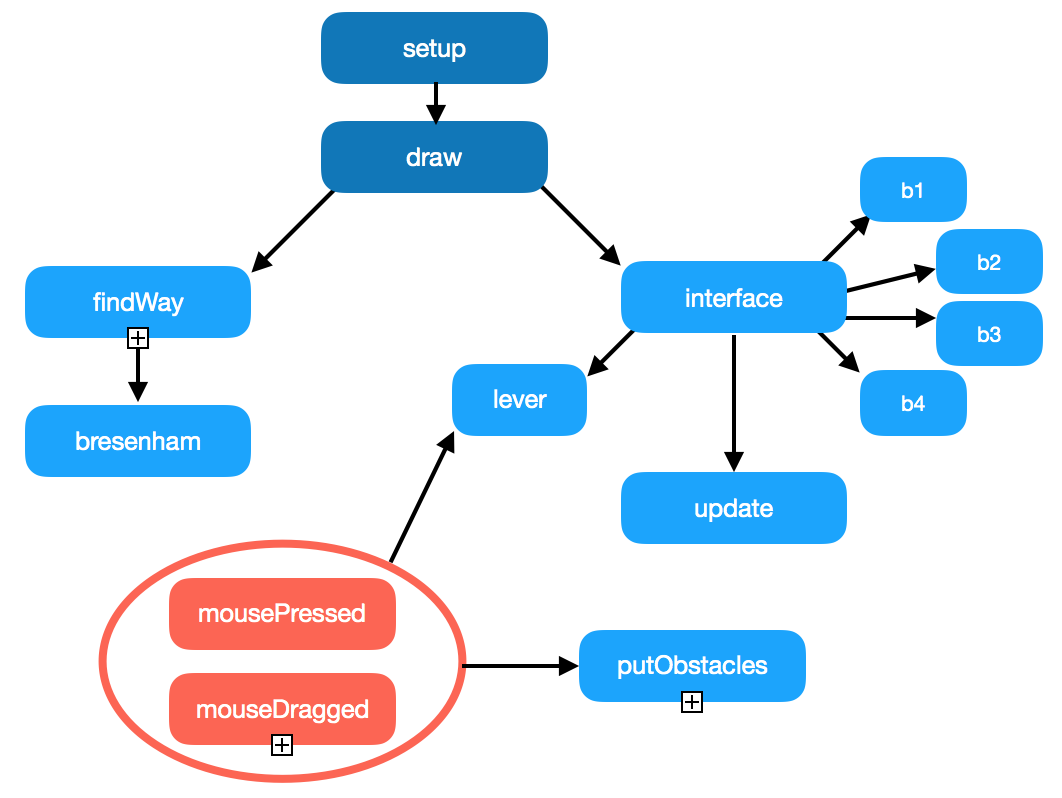 setup
draw
b1
b2
findWay
interface
b3
lever
b4
bresenham
update
mousePressed
putObstacles
mouseDragged